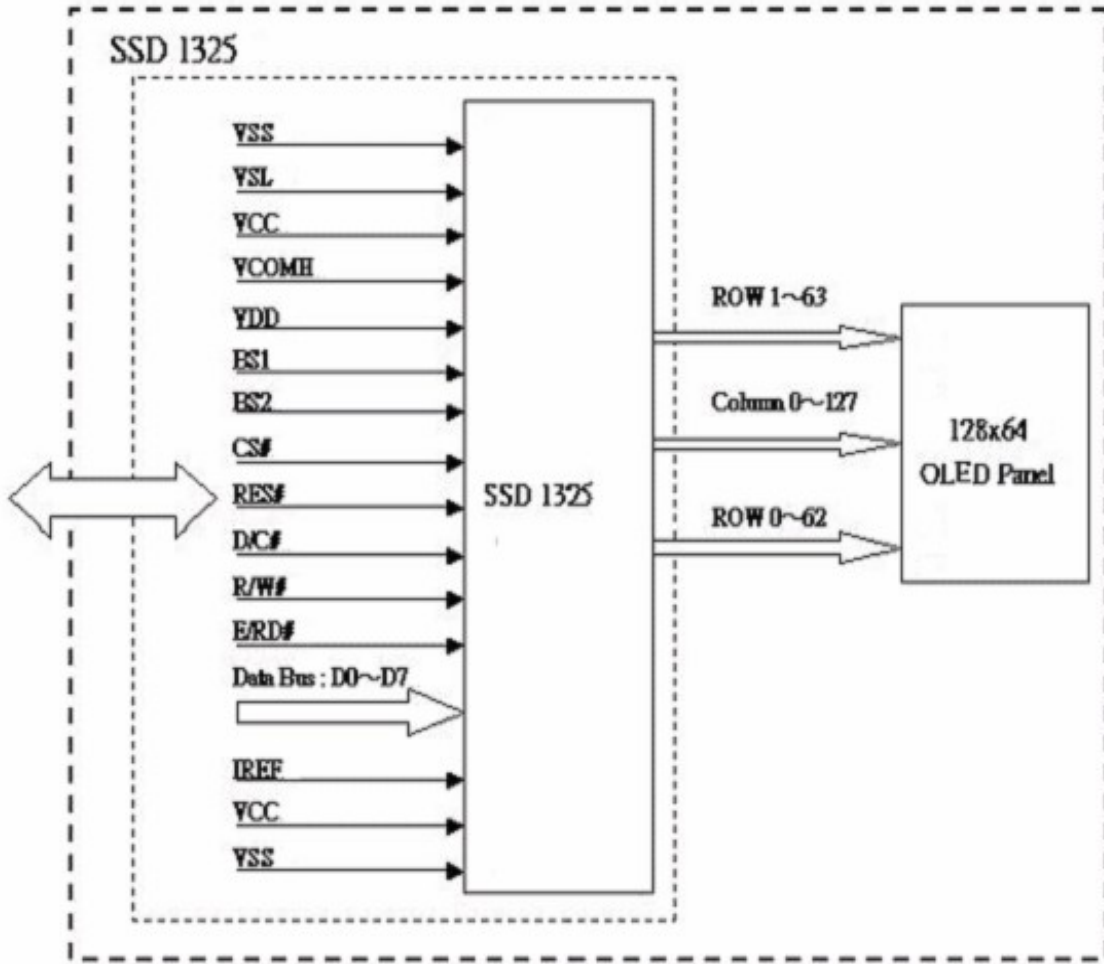 SSD 1325
VSS
VSL
VCC
VCOMH
VDD
BS1
BS2
CS#
RES#
D/C#
R/W#
E/RD#
Data Bus : D0~D7
IREF
VCC
VSS
SSD 1325
ROW 1~63
Column 0~127
ROW 0~62
128x64
OLED Panel